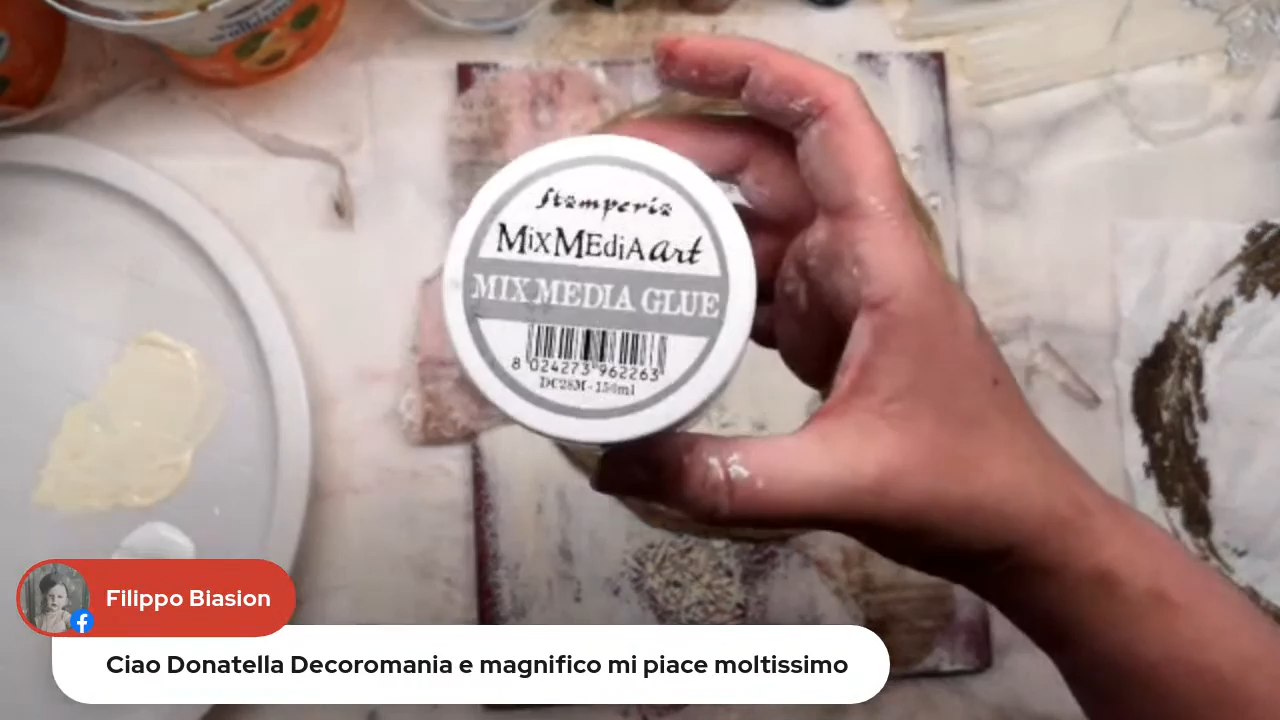 Stamperia
MixMEdiA art
MIX MEDIA GLUE
8 024273 962263
DC28M - 150ml
Filippo Biasion
Ciao Donatella Decoromania e magnifico mi piace moltissimo